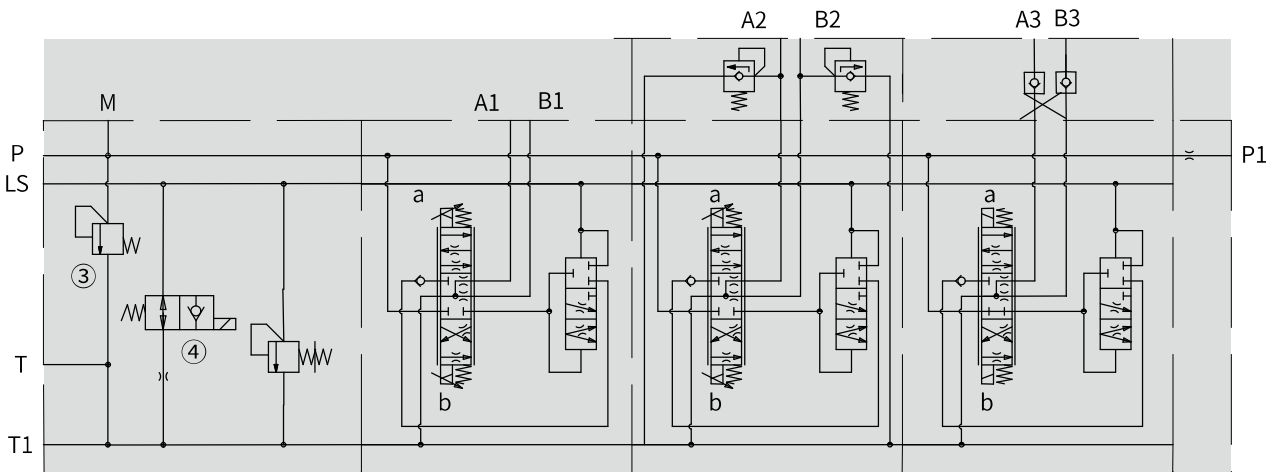 A2 B2 A3 B3
M A1 B1
P P1
LS
a a a
③
④
T
b b b
T1